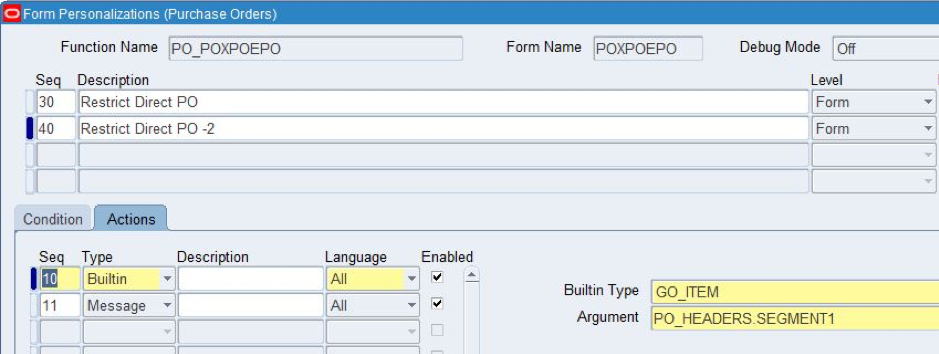 Form Personalizations (Purchase Orders)
Function Name PO_POXPOEPO Form Name POXPOEPO Debug Mode Off
Seq Description Level
30 Restrict Direct PO Form
40 Restrict Direct PO -2 Form
Condition Actions
Seq Type Description Language Enabled
10 Builtin All
11 Message All
Builtin Type GO_ITEM
Argument PO_HEADERS.SEGMENT1